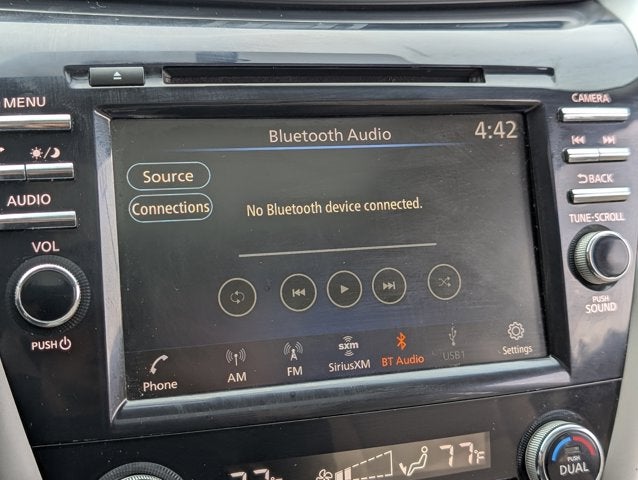 MENU
CAMERA
Bluetooth Audio
4:42
Source
Connections
No Bluetooth device connected.
BACK
AUDIO
TUNE·SCROLL
VOL
PUSH
PUSH
SOUND
Phone
AM
FM
sxm
SiriusXM
BT Audio
USB1
Settings
77°F
PUSH
DUAL